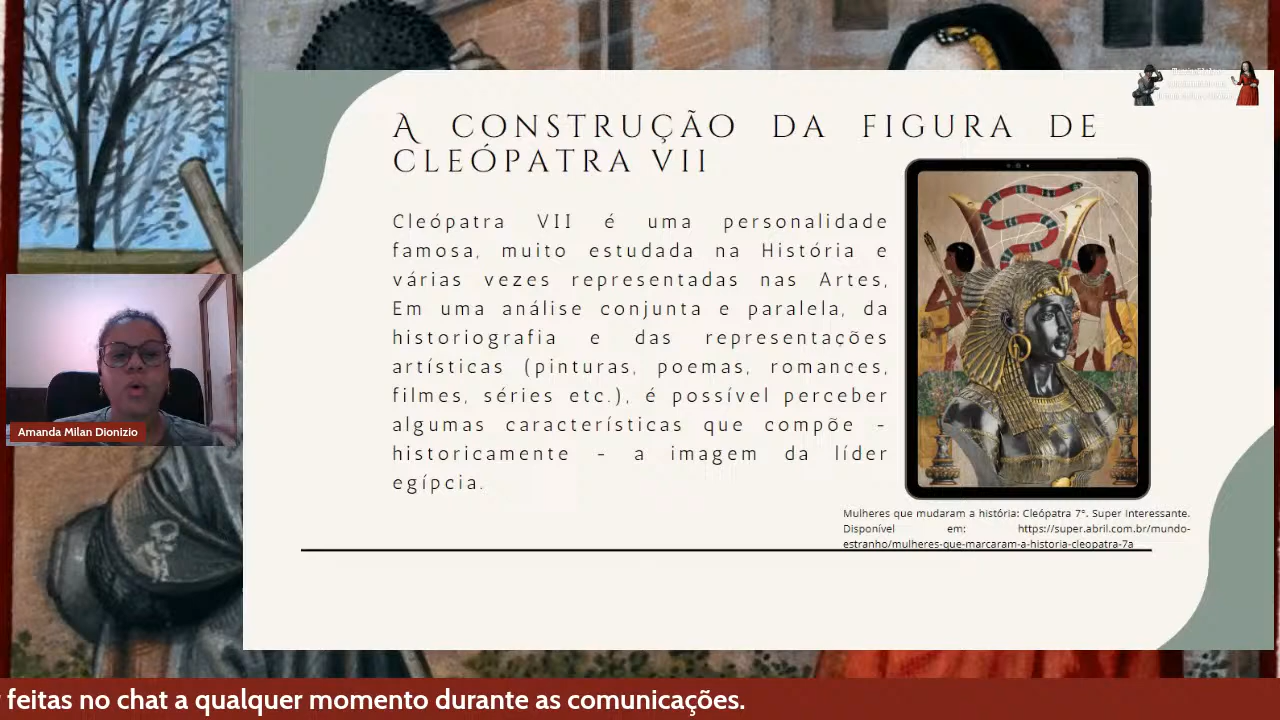 A CONSTRUÇÃO DA FIGURA DE
CLEÓPATRA VII
Cleópatra VII é uma personalidade
famosa, muito estudada na História e
várias vezes representadas nas Artes,
Em uma análise conjunta e paralela, da
historiografia e das representações
artísticas (pinturas, poemas, romances,
filmes, séries etc.), é possível perceber
algumas características que compõe -
historicamente - a imagem da líder
egípcia.
Mulheres que mudaram a história: Cleópatra 7ª. Super Interessante.
Disponível em: https://super.abril.com.br/mundo-
estranho/mulheres-que-marcaram-a-historia-cleopatra-7a
Amanda Milan Dionizio
feitas no chat a qualquer momento durante as comunicações.